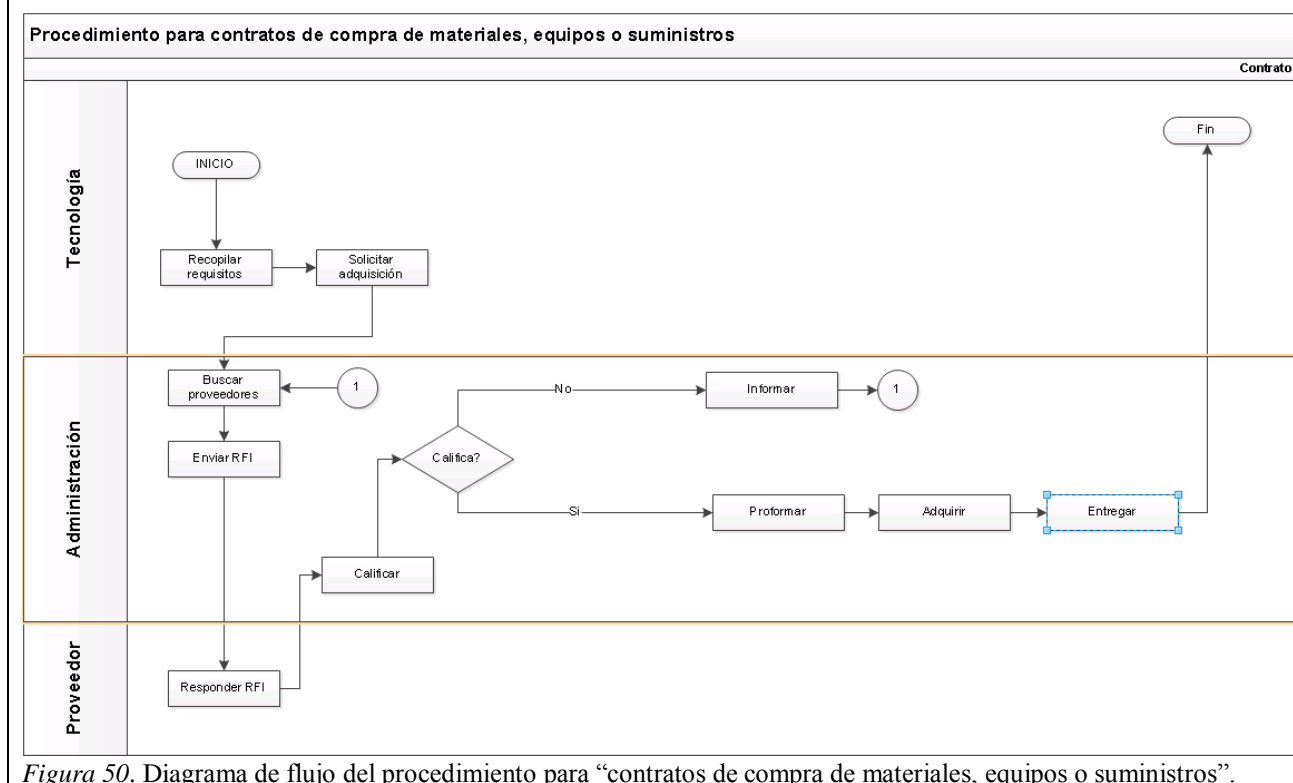 Procedimiento para contratos de compra de materiales, equipos o suministros
Contrato
Tecnología
INICIO
Fin
Recopilar
requisitos
Solicitar
adquisición
Administración
Buscar
proveedores
1
No
Informar
1
Enviar RFI
Califica?
Si
Proformar
Adquirir
Entregar
Calificar
Proveedor
Responder RFI
Figura 50. Diagrama de flujo del procedimiento para “contratos de compra de materiales, equipos o suministros”.